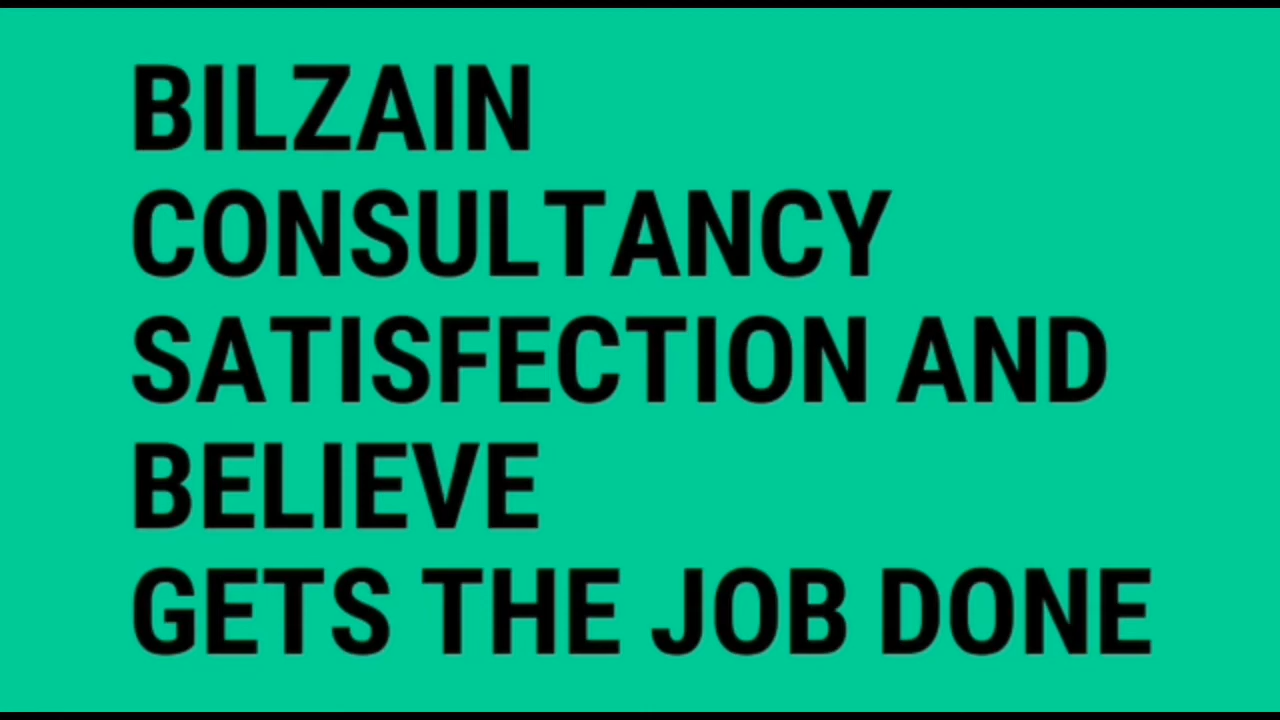 BILZAIN
CONSULTANCY
SATISFECTION AND
BELIEVE
GETS THE JOB DONE